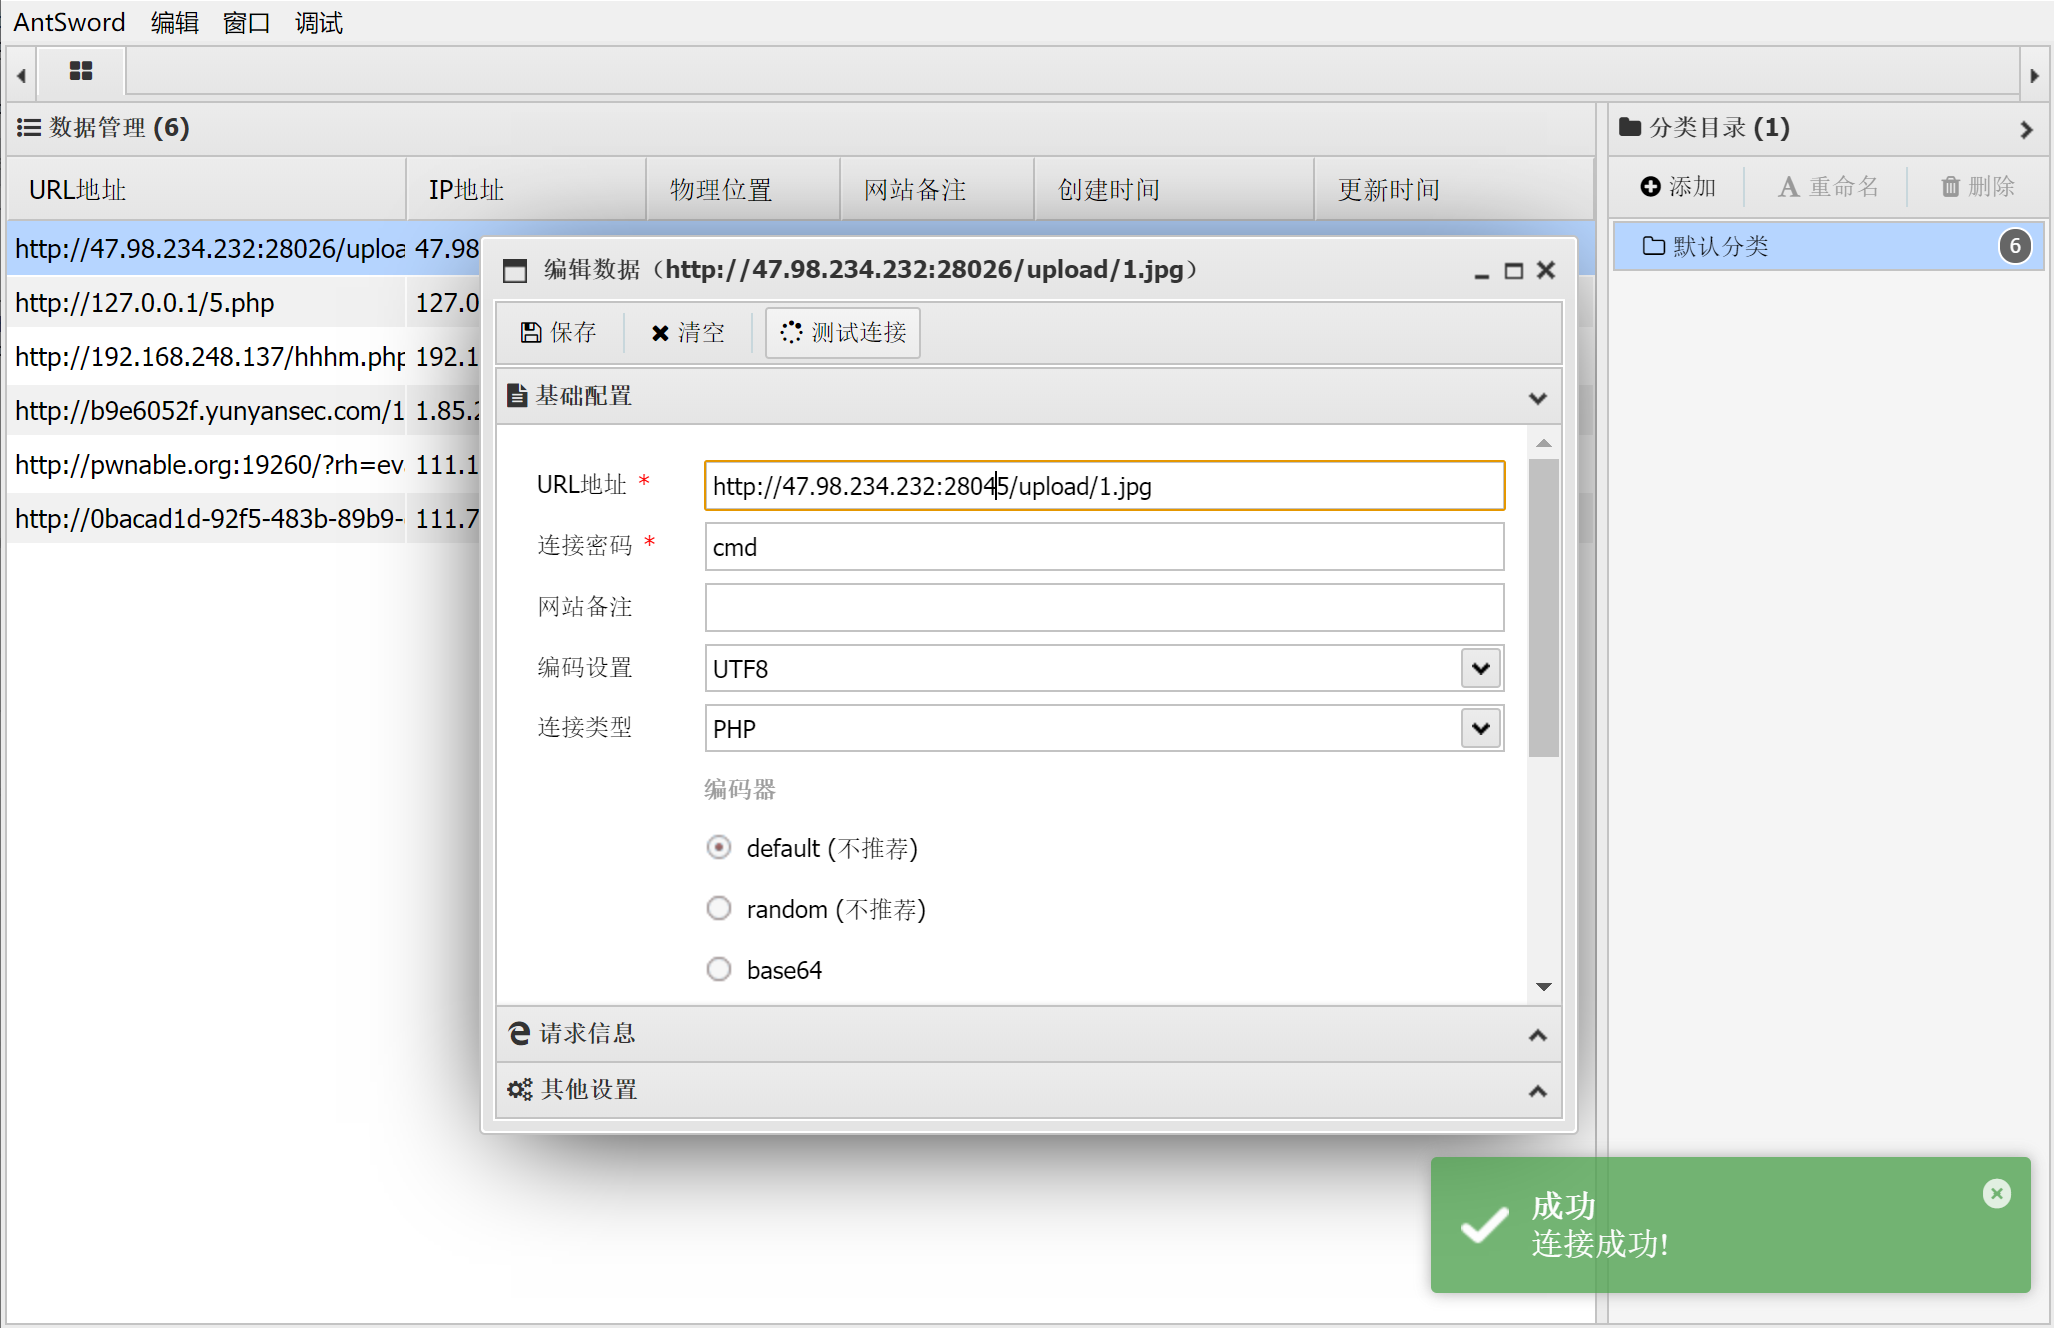 AntSword 编辑 窗口 调试
数据管理 (6)
URL地址 IP地址 物理位置 网站备注 创建时间 更新时间
http://47.98.234.232:28026/uploa 47.98
http://127.0.0.1/5.php 127.0
http://192.168.248.137/hhhm.php 192.1
http://b9e6052f.yunyansec.com/1 1.85.2
http://pwnable.org:19260/?rh=eva 111.1
http://0bacad1d-92f5-483b-89b9- 111.7
编辑数据（http://47.98.234.232:28026/upload/1.jpg）
保存 清空 测试连接
基础配置
URL地址 * http://47.98.234.232:28045/upload/1.jpg
连接密码 * cmd
网站备注
编码设置 UTF8
连接类型 PHP
编码器
default (不推荐)
random (不推荐)
base64
请求信息
其他设置
分类目录 (1)
添加 重命名 删除
默认分类 6
成功
连接成功!